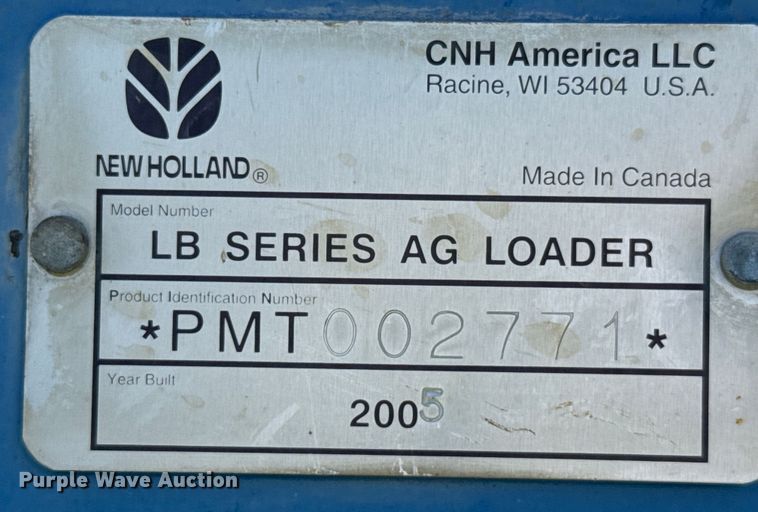 CNH America LLC
Racine, WI 53404 U.S.A.
NEW HOLLAND®
Made In Canada
Model Number
LB SERIES AG LOADER
Product Identification Number
*PMT002771*
Year Built
2005
Purple Wave Auction